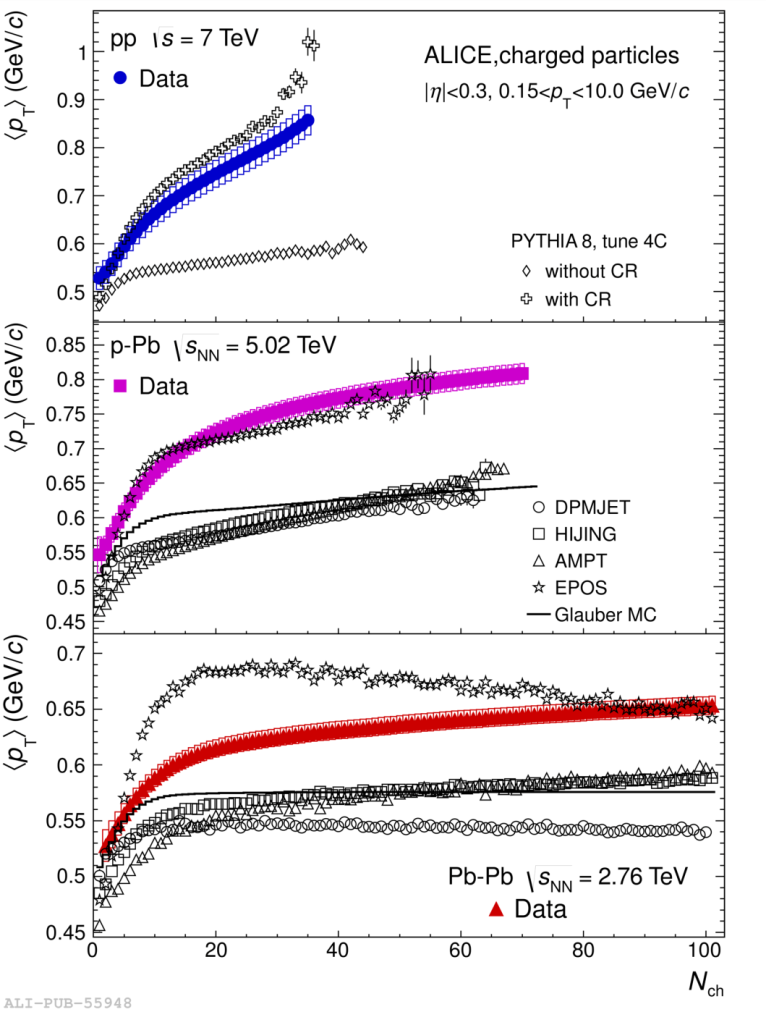 pp √s = 7 TeV
Data
ALICE,charged particles
|η|<0.3, 0.15<pT<10.0 GeV/c
PYTHIA 8, tune 4C
without CR
with CR
⟨pT⟩ (GeV/c)
1
0.9
0.8
0.7
0.6
0.5
p-Pb √sNN = 5.02 TeV
Data
DPMJET
HIJING
AMPT
EPOS
Glauber MC
⟨pT⟩ (GeV/c)
0.85
0.8
0.75
0.7
0.65
0.6
0.55
0.5
0.45
Pb-Pb √sNN = 2.76 TeV
Data
⟨pT⟩ (GeV/c)
0.7
0.65
0.6
0.55
0.5
0.45
0 20 40 60 80 100
Nch
ALI-PUB-55948